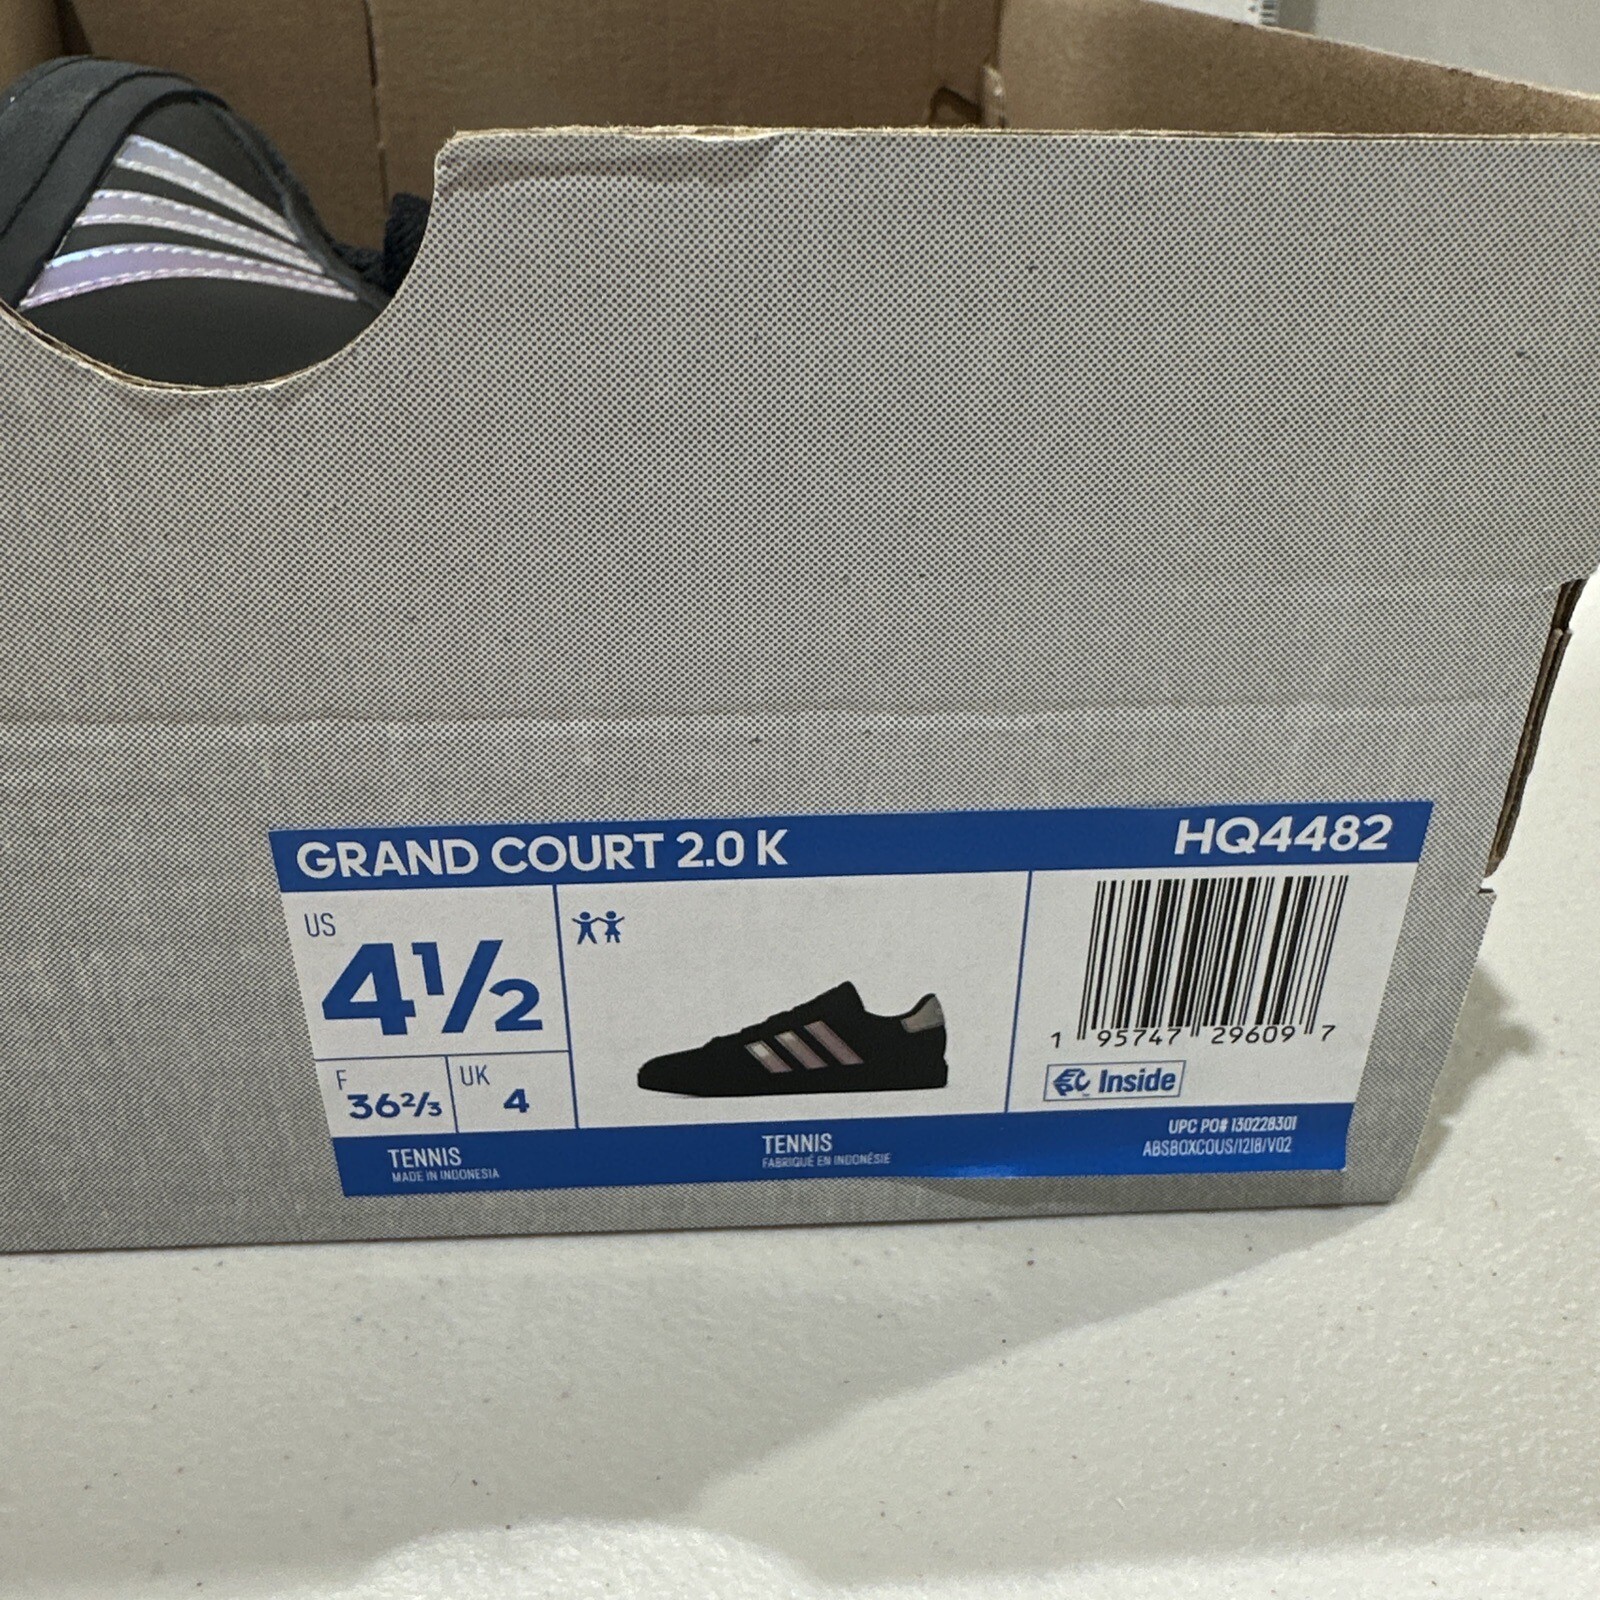 GRAND COURT 2.0 K
HQ4482
US
4½
F
36⅔
UK
4
1 95747 29609 7
EPC Inside
TENNIS
MADE IN INDONESIA
TENNIS
FABRIQUÉ EN INDONÉSIE
UPC PO# 130228301
ABSBOXCOUS/1218/V02